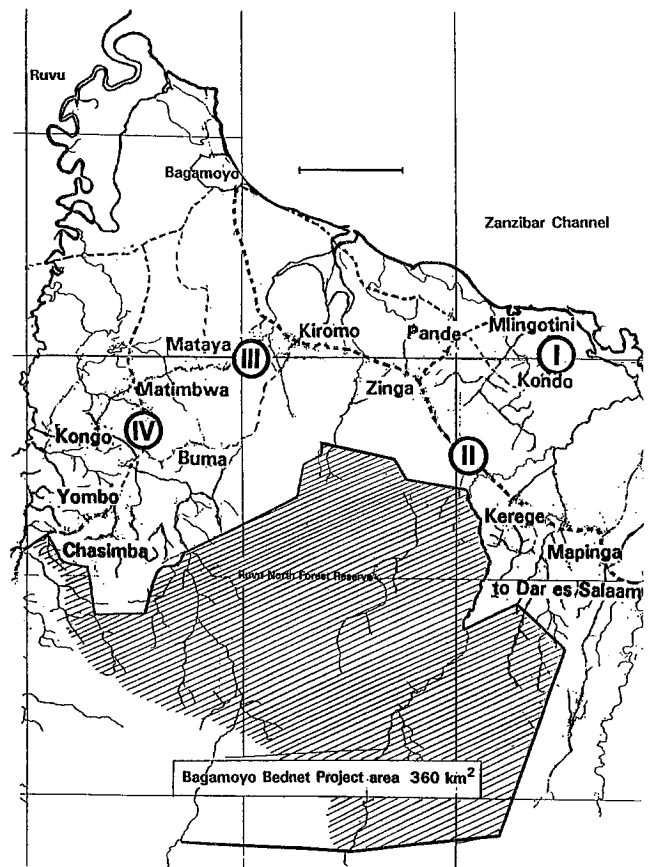 Ruvu
Bagamoyo
Zanzibar Channel
Mlingotini
Pande
Kiromo
Mataya
III
I
Zinga
Kondo
Matimbwa
IV
Kongo
Buma
II
Yombo
Kerege
Chasimba
Mapinga
Ruvu North Forest Reserve
to Dar es Salaam
Bagamoyo Bednet Project area 360 km²